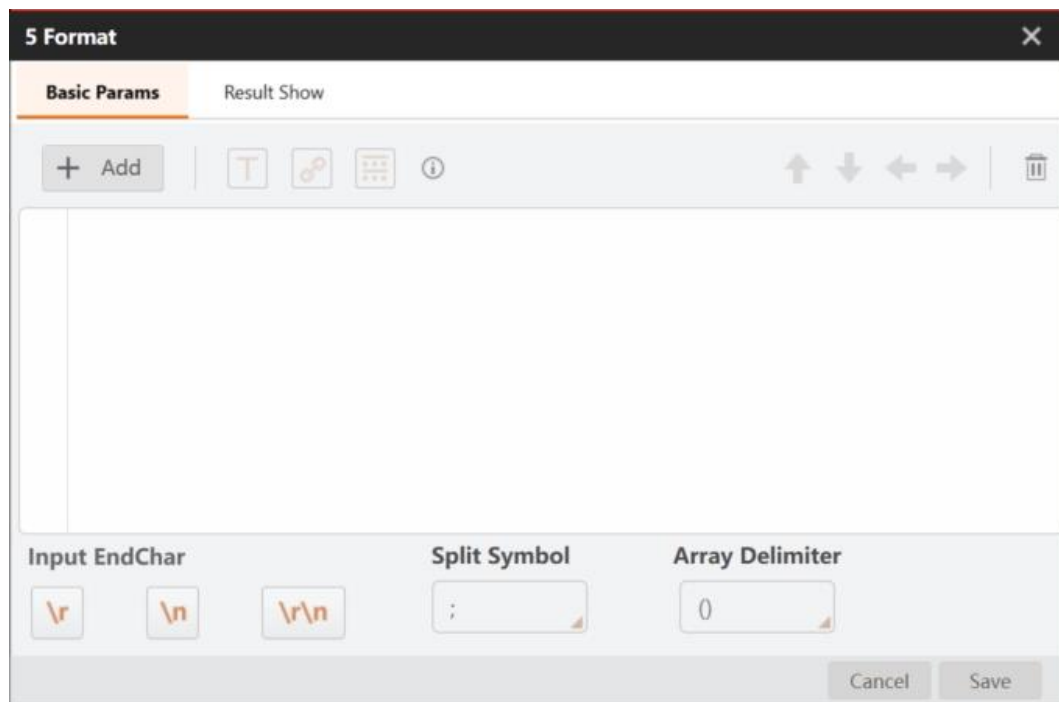 5 Format
Basic Params Result Show
+ Add
Input EndChar Split Symbol Array Delimiter
\r \n \r\n ; ()
Cancel Save